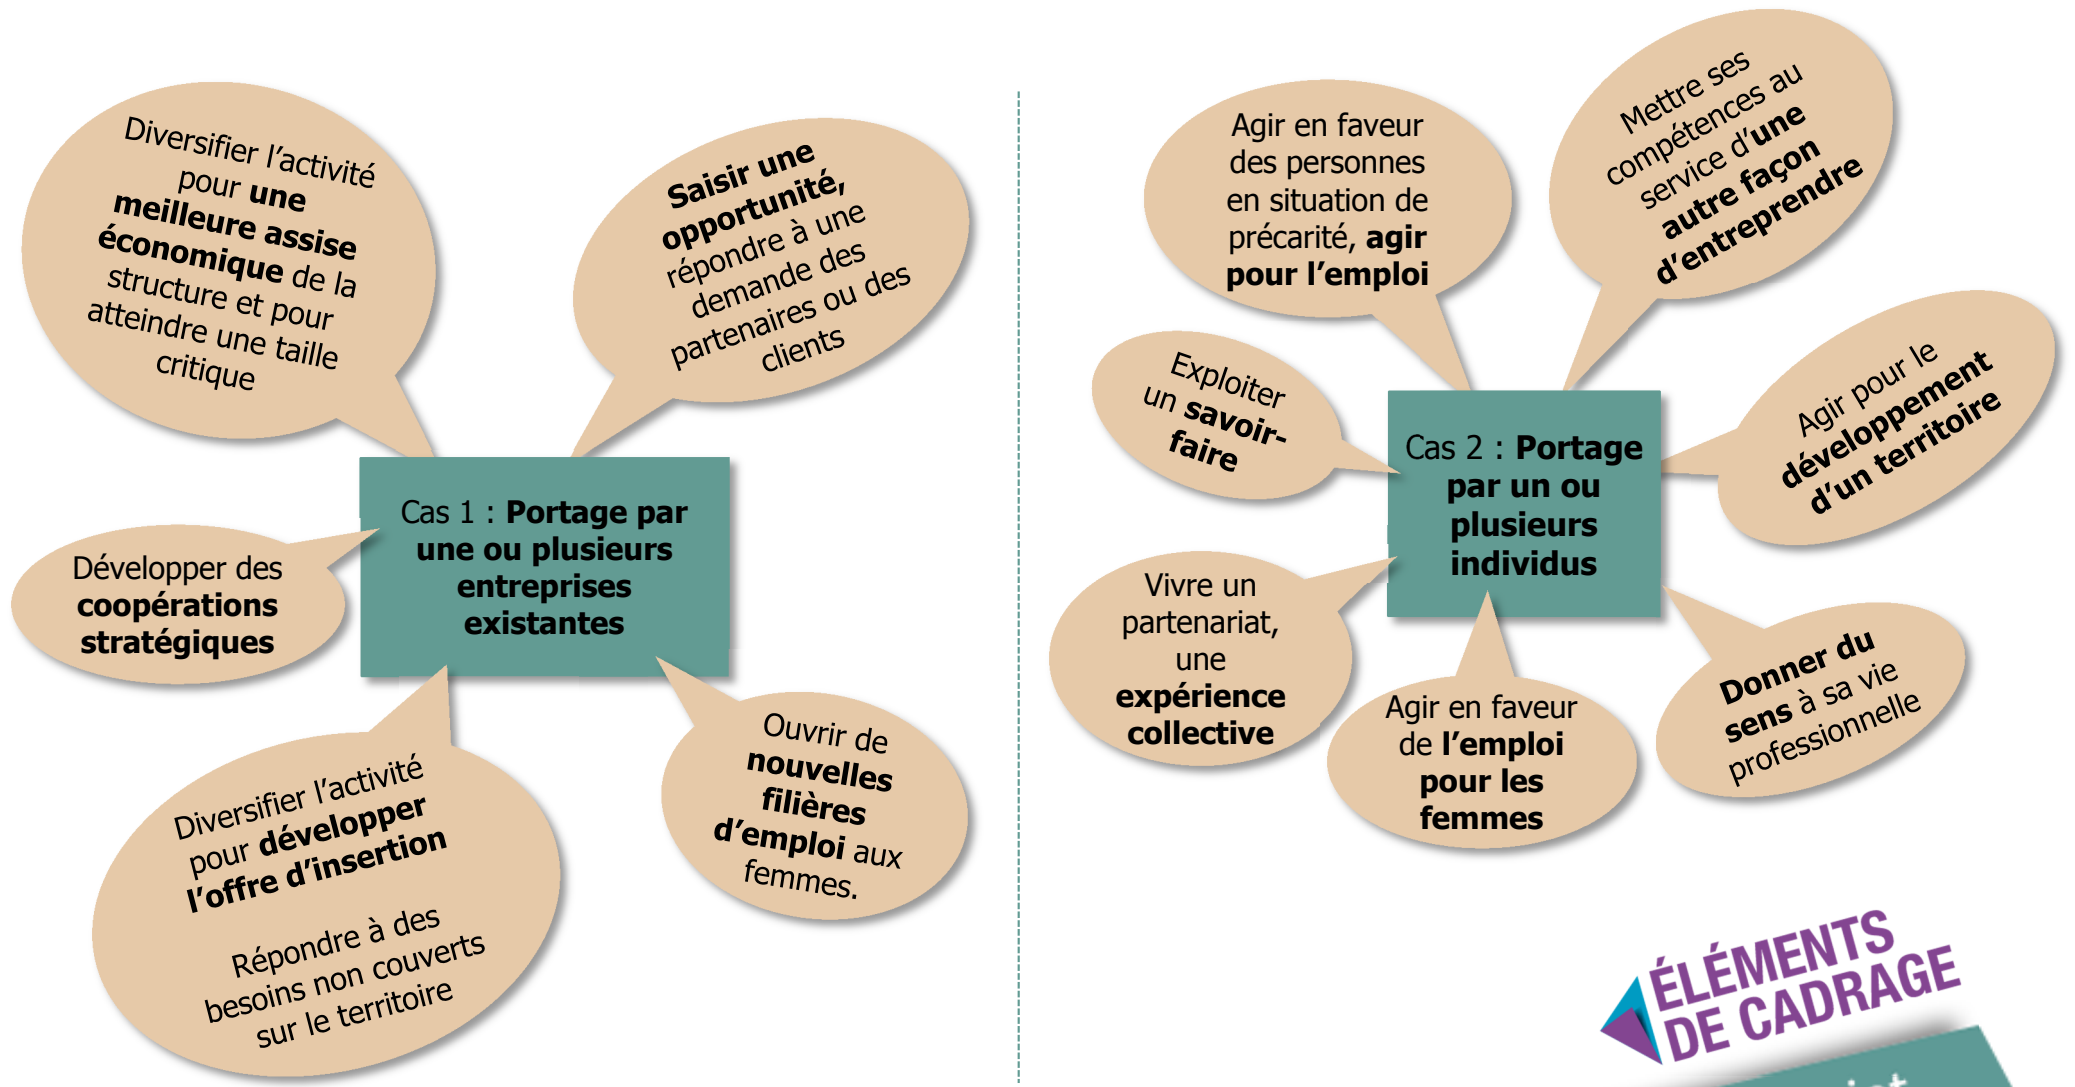 Diversifier l'activité
pour une
meilleure assise
économique de la
structure et pour
atteindre une taille
critique
Saisir une
opportunité,
répondre à une
demande des
partenaires ou des
clients
Cas 1 : Portage par
une ou plusieurs
entreprises
existantes
Développer des
coopérations
stratégiques
Diversifier l'activité
pour développer
l'offre d'insertion
Répondre à des
besoins non couverts
sur le territoire
Ouvrir de
nouvelles
filières
d'emploi aux
femmes.
Agir en faveur
des personnes
en situation de
précarité, agir
pour l'emploi
Mettre ses
compétences au
service d'une
autre façon
d'entreprendre
Exploiter
un savoir-
faire
Cas 2 : Portage
par un ou
plusieurs
individus
Agir pour le
développement
d'un territoire
Vivre un
partenariat,
une
expérience
collective
Agir en faveur
de l'emploi
pour les
femmes
Donner du
sens à sa vie
professionnelle
ÉLÉMENTS
DE CADRAGE